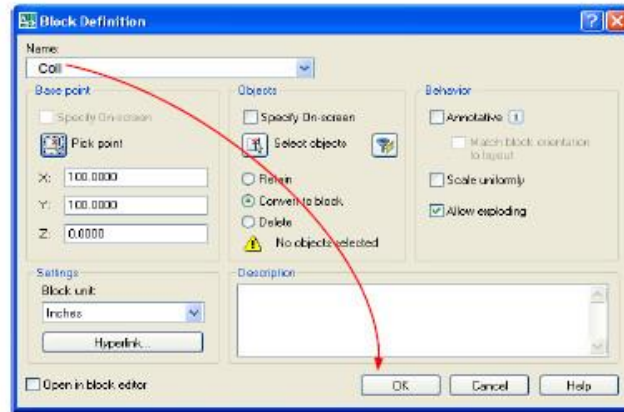 Block Definition
Name:
Coil
Base point
Specify On-screen
Pick point
X: 100.0000
Y: 100.0000
Z: 0.0000
Objects
Specify On-screen
Select objects
Retain
Convert to block
Delete
No objects selected
Behavior
Annotative
Match block orientation
to layout
Scale uniformly
Allow exploding
Settings
Block unit:
Inches
Hyperlink...
Description
Open in block editor
OK
Cancel
Help